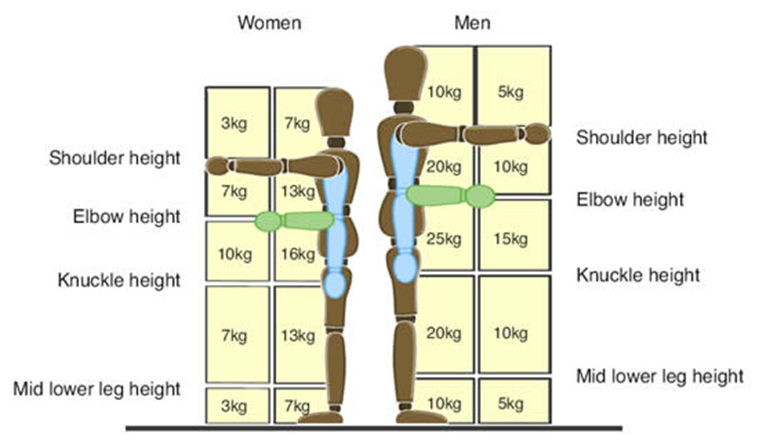 Women Men
3kg 7kg 10kg 5kg
Shoulder height Shoulder height
7kg 13kg 20kg 10kg
Elbow height Elbow height
10kg 16kg 25kg 15kg
Knuckle height Knuckle height
7kg 13kg 20kg 10kg
Mid lower leg height Mid lower leg height
3kg 7kg 10kg 5kg